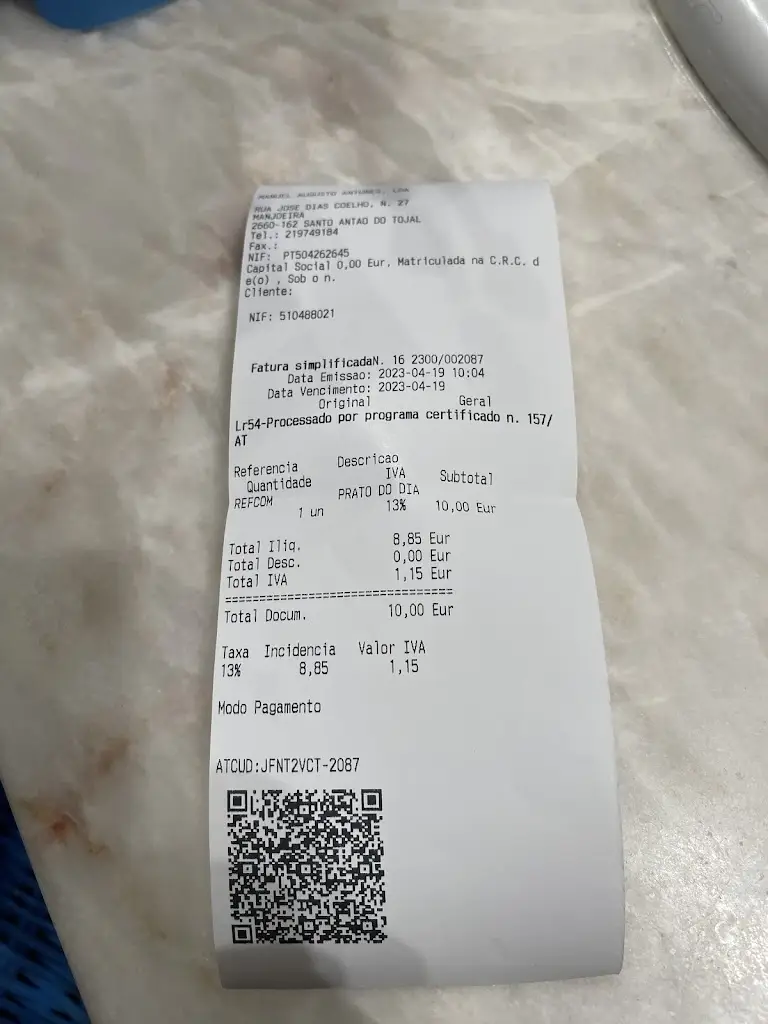 MANUEL AUGUSTO ANTUNES, LDA
RUA JOSE DIAS COELHO, N. 27
MANJOEIRA
2660-162 SANTO ANTAO DO TOJAL
Tel.: 219749184
Fax.:
NIF: PT504262645
Capital Social 0,00 Eur, Matriculada na C.R.C. d
e(o) , Sob o n.
Cliente:
NIF: 510488021
Fatura simplificadaN. 16 2300/002087
Data Emissao: 2023-04-19 10:04
Data Vencimento: 2023-04-19
Original Geral
Lr54-Processado por programa certificado n. 157/
AT
Referencia Descricao
Quantidade IVA Subtotal
REFCOM PRATO DO DIA
1 un 13% 10,00 Eur
Total Iliq. 8,85 Eur
Total Desc. 0,00 Eur
Total IVA 1,15 Eur
================================
Total Docum. 10,00 Eur
Taxa Incidencia Valor IVA
13% 8,85 1,15
Modo Pagamento
ATCUD:JFNT2VCT-2087